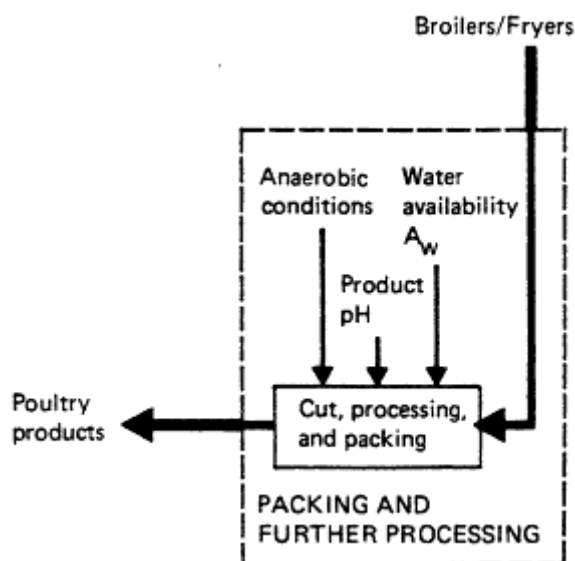 Broilers/Fryers
Anaerobic
conditions
Water
availability
Aw
Product
pH
Poultry
products
Cut, processing,
and packing
PACKING AND
FURTHER PROCESSING